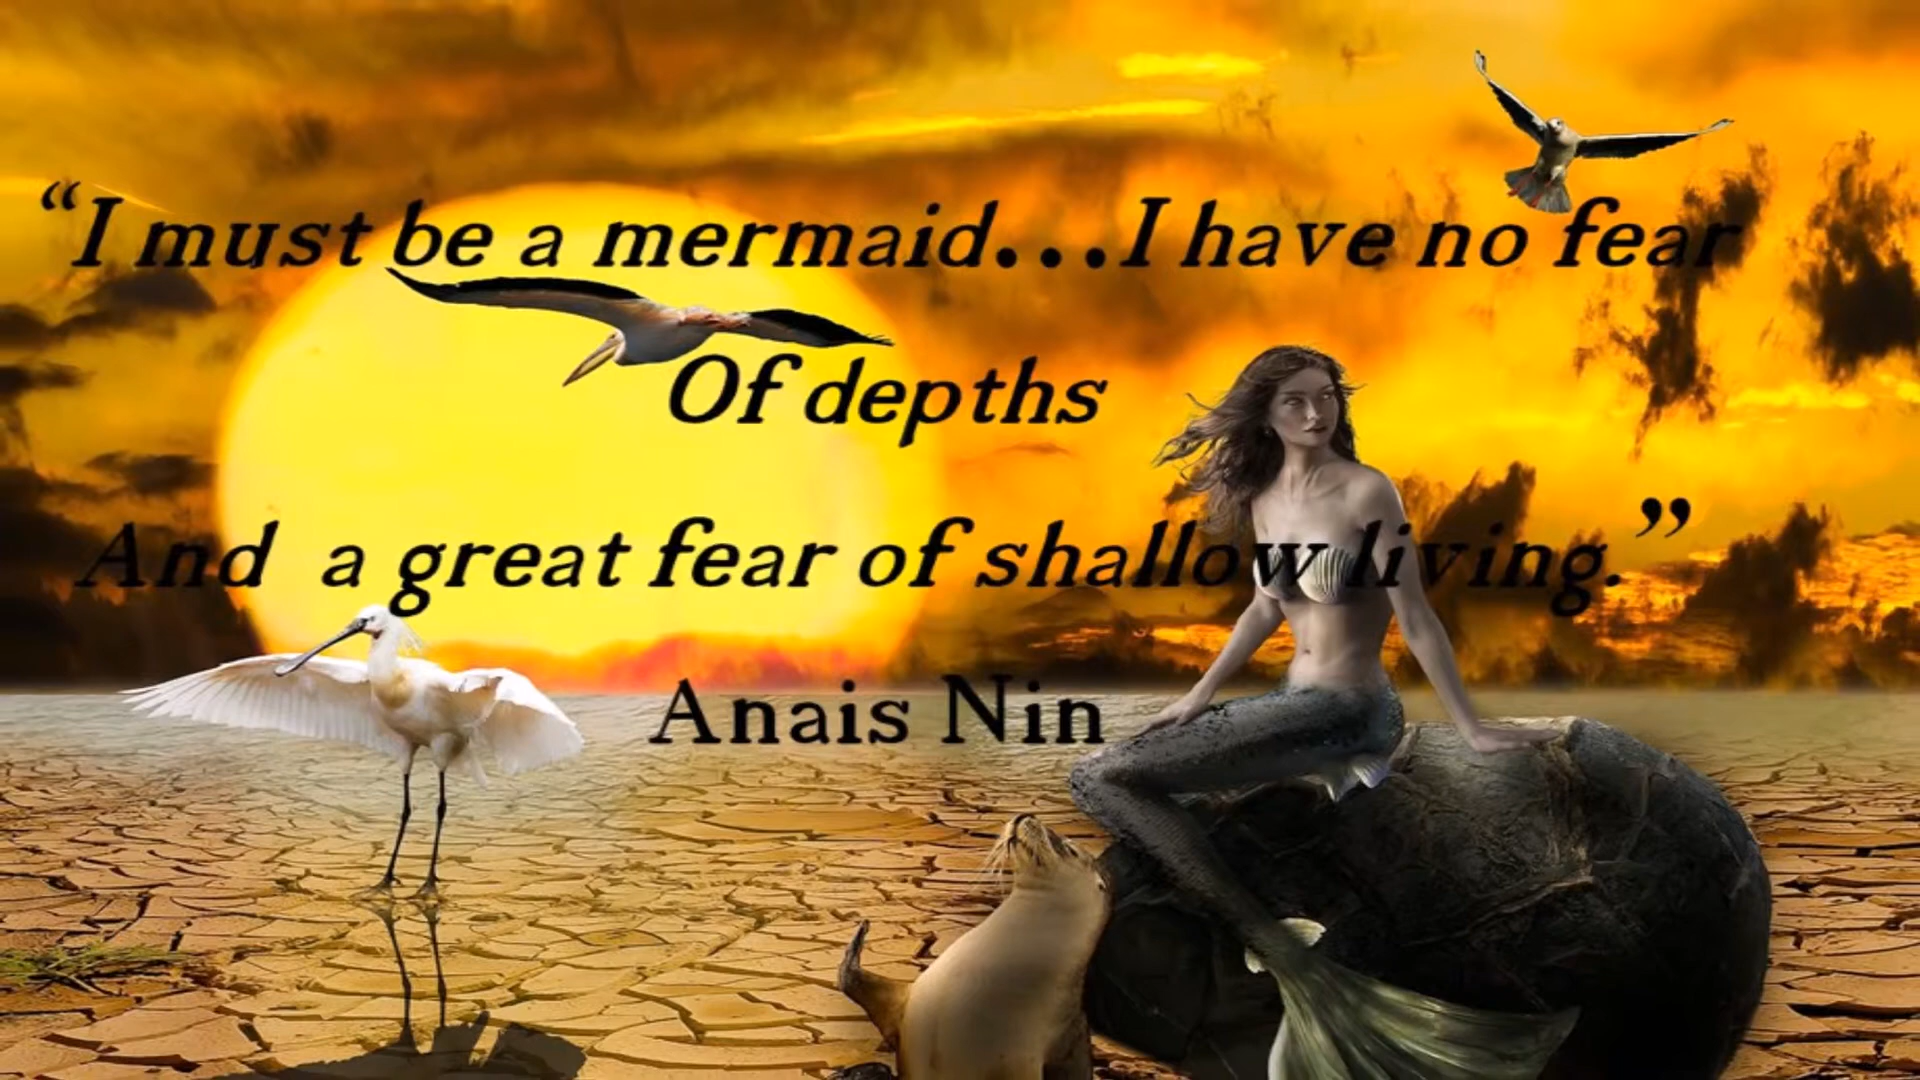 “I must be a mermaid...I have no fear
Of depths
And a great fear of shallow living.”
Anais Nin